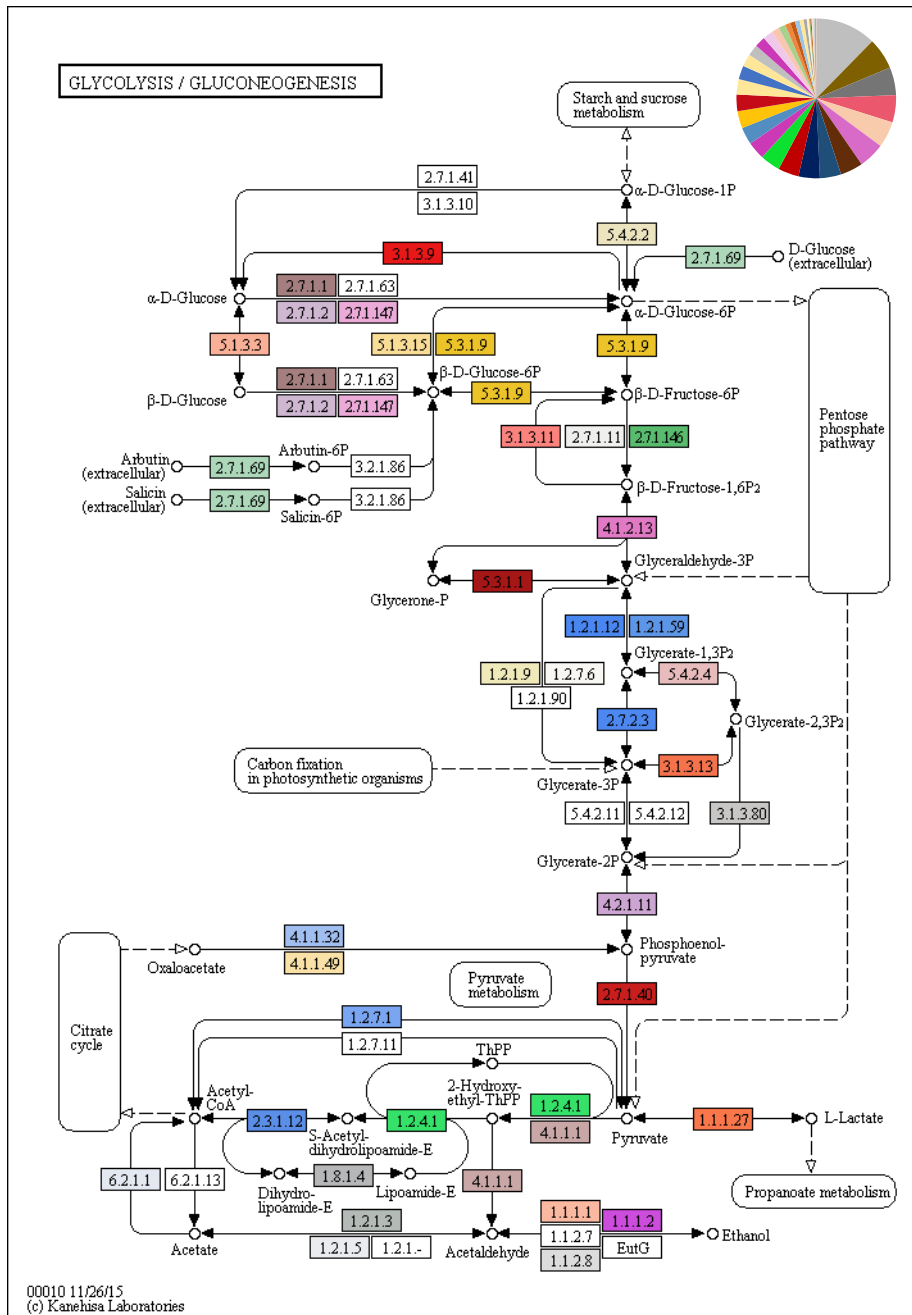 GLYCOLYSIS / GLUCONEOGENESIS
Starch and sucrose
metabolism
2.7.1.41
3.1.3.10
α-D-Glucose-1P
5.4.2.2
3.1.3.9
2.7.1.69
D-Glucose
(extracellular)
α-D-Glucose
2.7.1.1
2.7.1.63
2.7.1.2
2.7.1.147
α-D-Glucose-6P
5.1.3.3
5.1.3.15
5.3.1.9
5.3.1.9
β-D-Glucose-6P
β-D-Glucose
2.7.1.1
2.7.1.63
2.7.1.2
2.7.1.147
5.3.1.9
β-D-Fructose-6P
Pentose
phosphate
pathway
3.1.3.11
2.7.1.11
2.7.1.146
Arbutin
(extracellular)
2.7.1.69
Arbutin-6P
3.2.1.86
Salicin
(extracellular)
2.7.1.69
Salicin-6P
3.2.1.86
β-D-Fructose-1,6P2
4.1.2.13
Glyceraldehyde-3P
Glycerone-P
5.3.1.1
1.2.1.12
1.2.1.59
Glycerate-1,3P2
1.2.1.9
1.2.7.6
1.2.1.90
5.4.2.4
2.7.2.3
Glycerate-2,3P2
Carbon fixation
in photosynthetic organisms
Glycerate-3P
3.1.3.13
5.4.2.11
5.4.2.12
3.1.3.80
Glycerate-2P
4.2.1.11
4.1.1.32
4.1.1.49
Oxaloacetate
Phosphoenol-
pyruvate
Pyruvate
metabolism
2.7.1.40
Citrate
cycle
1.2.7.1
1.2.7.11
ThPP
Acetyl-
CoA
2-Hydroxy-
ethyl-ThPP
2.3.1.12
S-Acetyl-
dihydrolipoamide-E
1.2.4.1
1.2.4.1
4.1.1.1
Pyruvate
1.1.1.27
L-Lactate
6.2.1.1
6.2.1.13
Dihydro-
lipoamide-E
1.8.1.4
Lipoamide-E
4.1.1.1
Propanoate metabolism
Acetate
1.2.1.3
1.2.1.5
1.2.1.-
Acetaldehyde
1.1.1.1
1.1.1.2
1.1.2.7
EutG
1.1.2.8
Ethanol
00010 11/26/15
(c) Kanehisa Laboratories